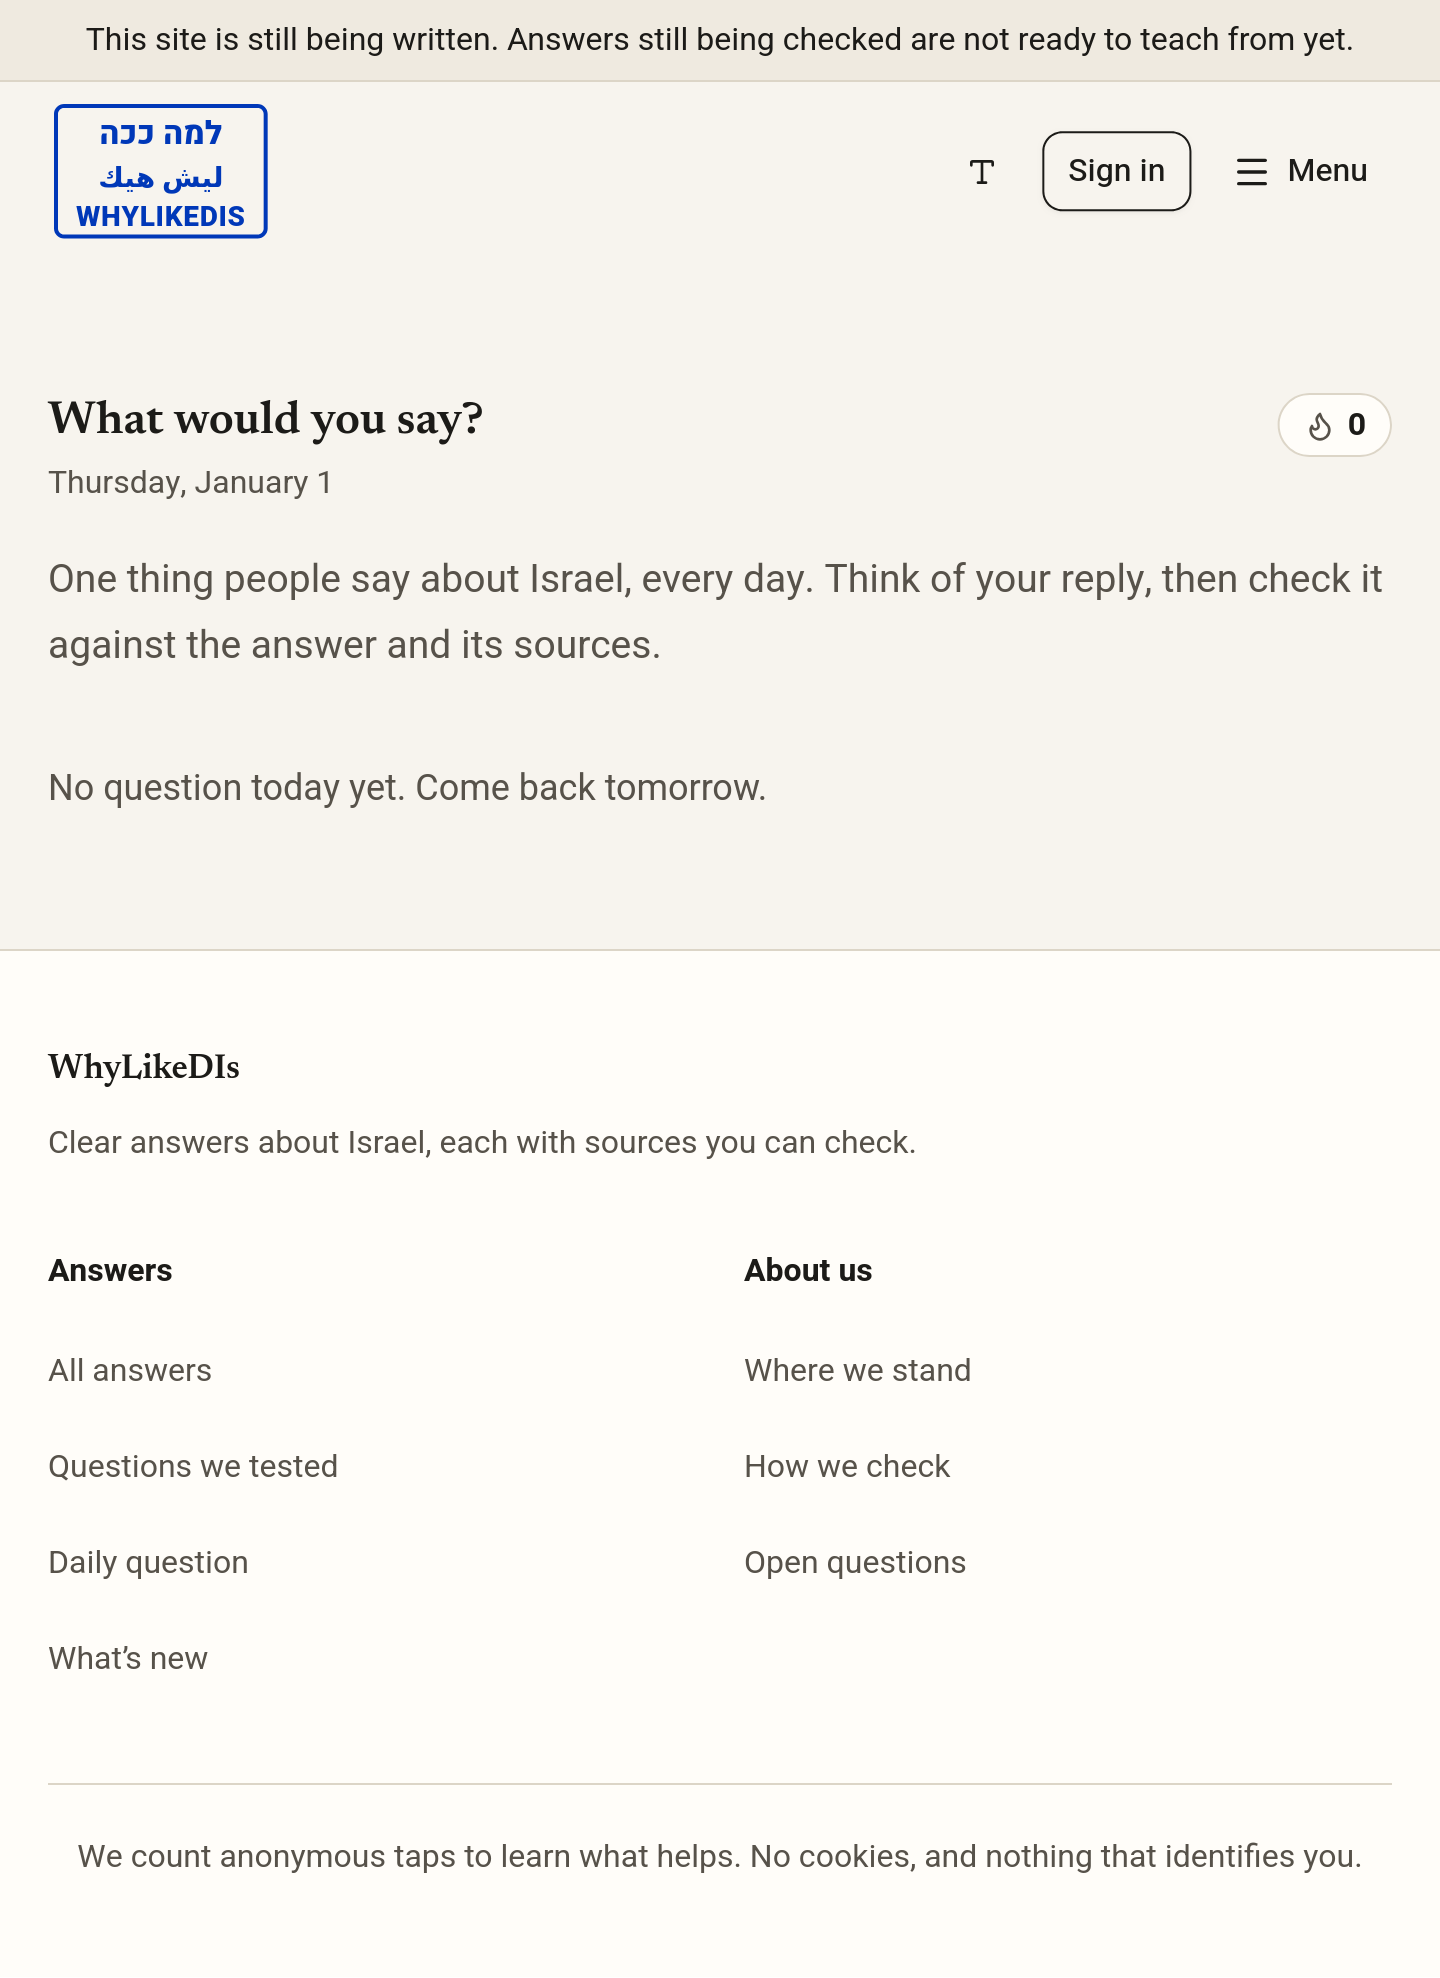 This site is still being written. Answers still being checked are not ready to teach from yet.
למה ככה
ليش هيك
WHYLIKEDIS
Sign in
Menu
What would you say?
0
Thursday, January 1
One thing people say about Israel, every day. Think of your reply, then check it
against the answer and its sources.
No question today yet. Come back tomorrow.
WhyLikeDIs
Clear answers about Israel, each with sources you can check.
Answers
All answers
Questions we tested
Daily question
What’s new
About us
Where we stand
How we check
Open questions
We count anonymous taps to learn what helps. No cookies, and nothing that identifies you.